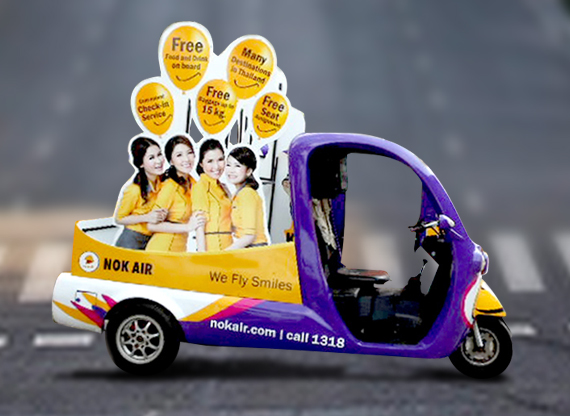 Free
Food and Drink
on board
Many
Destinations
in Thailand
Check-in
Service
Free
Baggage up to
15 kg.
Free
Seat
Assignment
NOK AIR
We Fly Smiles
nokair.com | call 1318